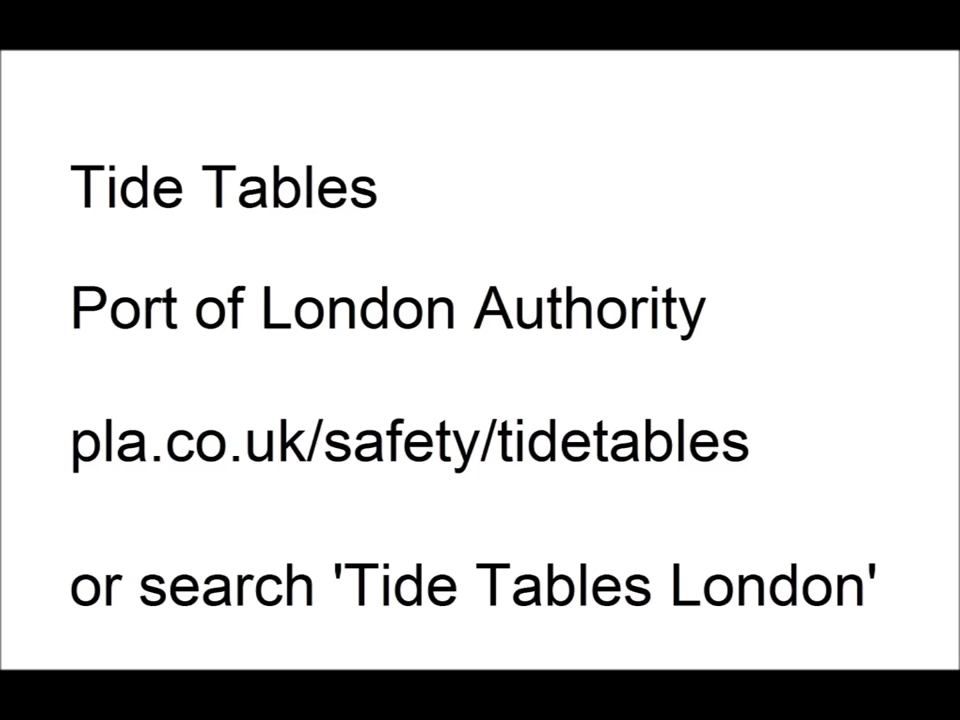 Tide Tables
Port of London Authority
pla.co.uk/safety/tidetables
or search 'Tide Tables London'